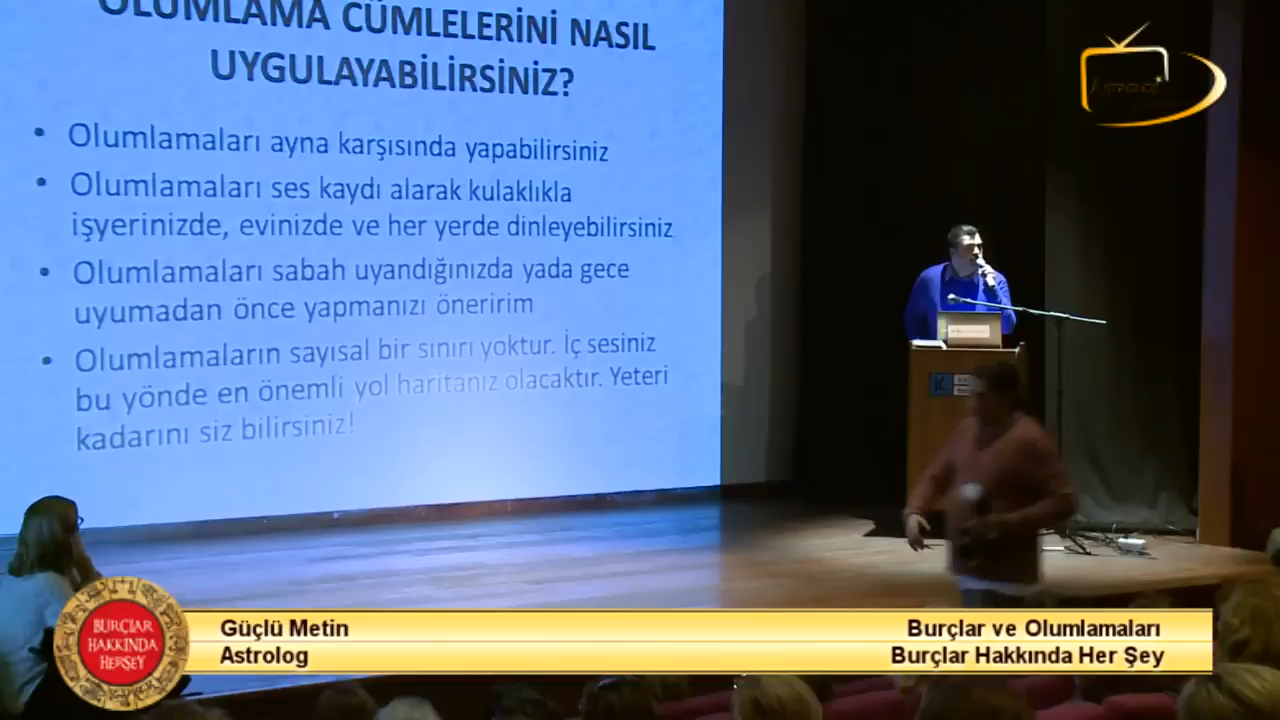 OLUMLAMA CÜMLELERİNİ NASIL
UYGULAYABİLİRSİNİZ?
• Olumlamaları ayna karşısında yapabilirsiniz
• Olumlamaları ses kaydı alarak kulaklıkla
işyerinizde, evinizde ve her yerde dinleyebilirsiniz
• Olumlamaları sabah uyandığınızda yada gece
uyumadan önce yapmanızı öneririm
• Olumlamaların sayısal bir sınırı yoktur. İç sesiniz
bu yönde en önemli yol haritanız olacaktır. Yeteri
kadarını siz bilirsiniz!
BURÇLAR
HAKKINDA
HERŞEY
Güçlü Metin
Astrolog
Burçlar ve Olumlamaları
Burçlar Hakkında Her Şey